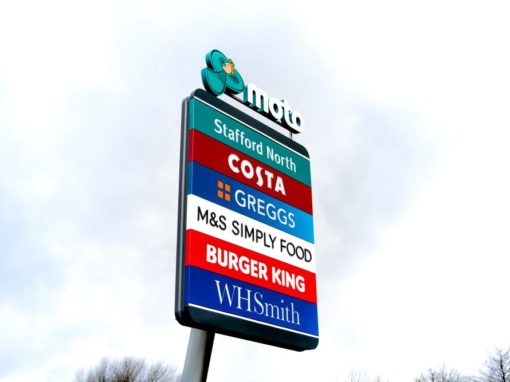 moto
Stafford North
COSTA
GREGGS
M&S SIMPLY FOOD
BURGER KING
WHSmith